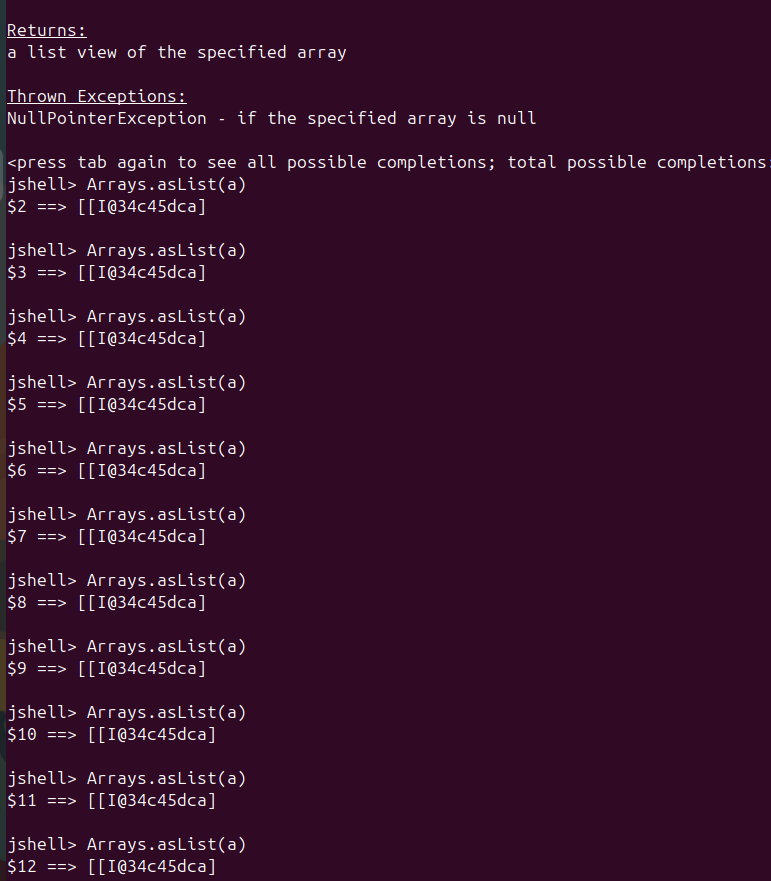 Returns:
a list view of the specified array
Thrown Exceptions:
NullPointerException - if the specified array is null
<press tab again to see all possible completions; total possible completions:
jshell> Arrays.asList(a)
$2 ==> [[I@34c45dca]
jshell> Arrays.asList(a)
$3 ==> [[I@34c45dca]
jshell> Arrays.asList(a)
$4 ==> [[I@34c45dca]
jshell> Arrays.asList(a)
$5 ==> [[I@34c45dca]
jshell> Arrays.asList(a)
$6 ==> [[I@34c45dca]
jshell> Arrays.asList(a)
$7 ==> [[I@34c45dca]
jshell> Arrays.asList(a)
$8 ==> [[I@34c45dca]
jshell> Arrays.asList(a)
$9 ==> [[I@34c45dca]
jshell> Arrays.asList(a)
$10 ==> [[I@34c45dca]
jshell> Arrays.asList(a)
$11 ==> [[I@34c45dca]
jshell> Arrays.asList(a)
$12 ==> [[I@34c45dca]